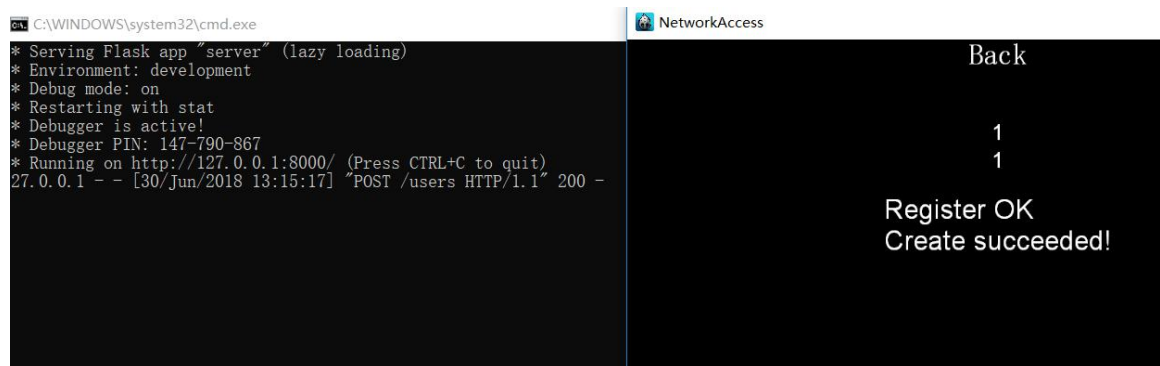 C:\WINDOWS\system32\cmd.exe
* Serving Flask app "server" (lazy loading)
* Environment: development
* Debug mode: on
* Restarting with stat
* Debugger is active!
* Debugger PIN: 147-790-867
* Running on http://127.0.0.1:8000/ (Press CTRL+C to quit)
27.0.0.1 - - [30/Jun/2018 13:15:17] "POST /users HTTP/1.1" 200 -
NetworkAccess
Back
1
1
Register OK
Create succeeded!